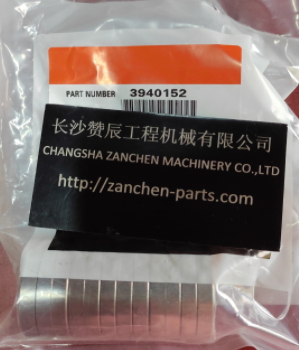 PART NUMBER 3940152
长沙赞辰工程机械有限公司
CHANGSHA ZANCHEN MACHINERY CO.,LTD
http://zanchen-parts.com